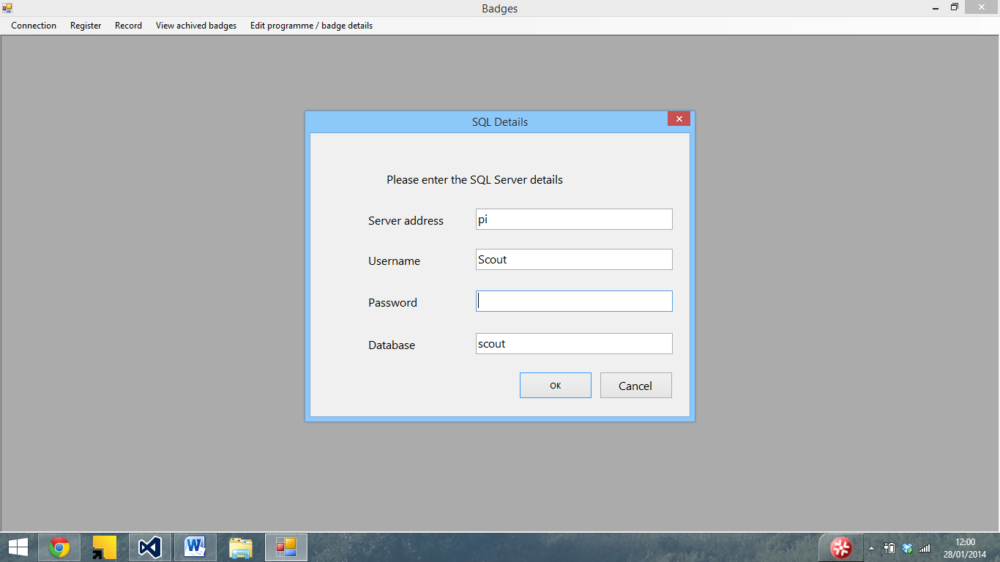 Badges
Connection Register Record View achived badges Edit programme / badge details
SQL Details
Please enter the SQL Server details
Server address pi
Username Scout
Password
Database scout
OK Cancel
12:00
28/01/2014